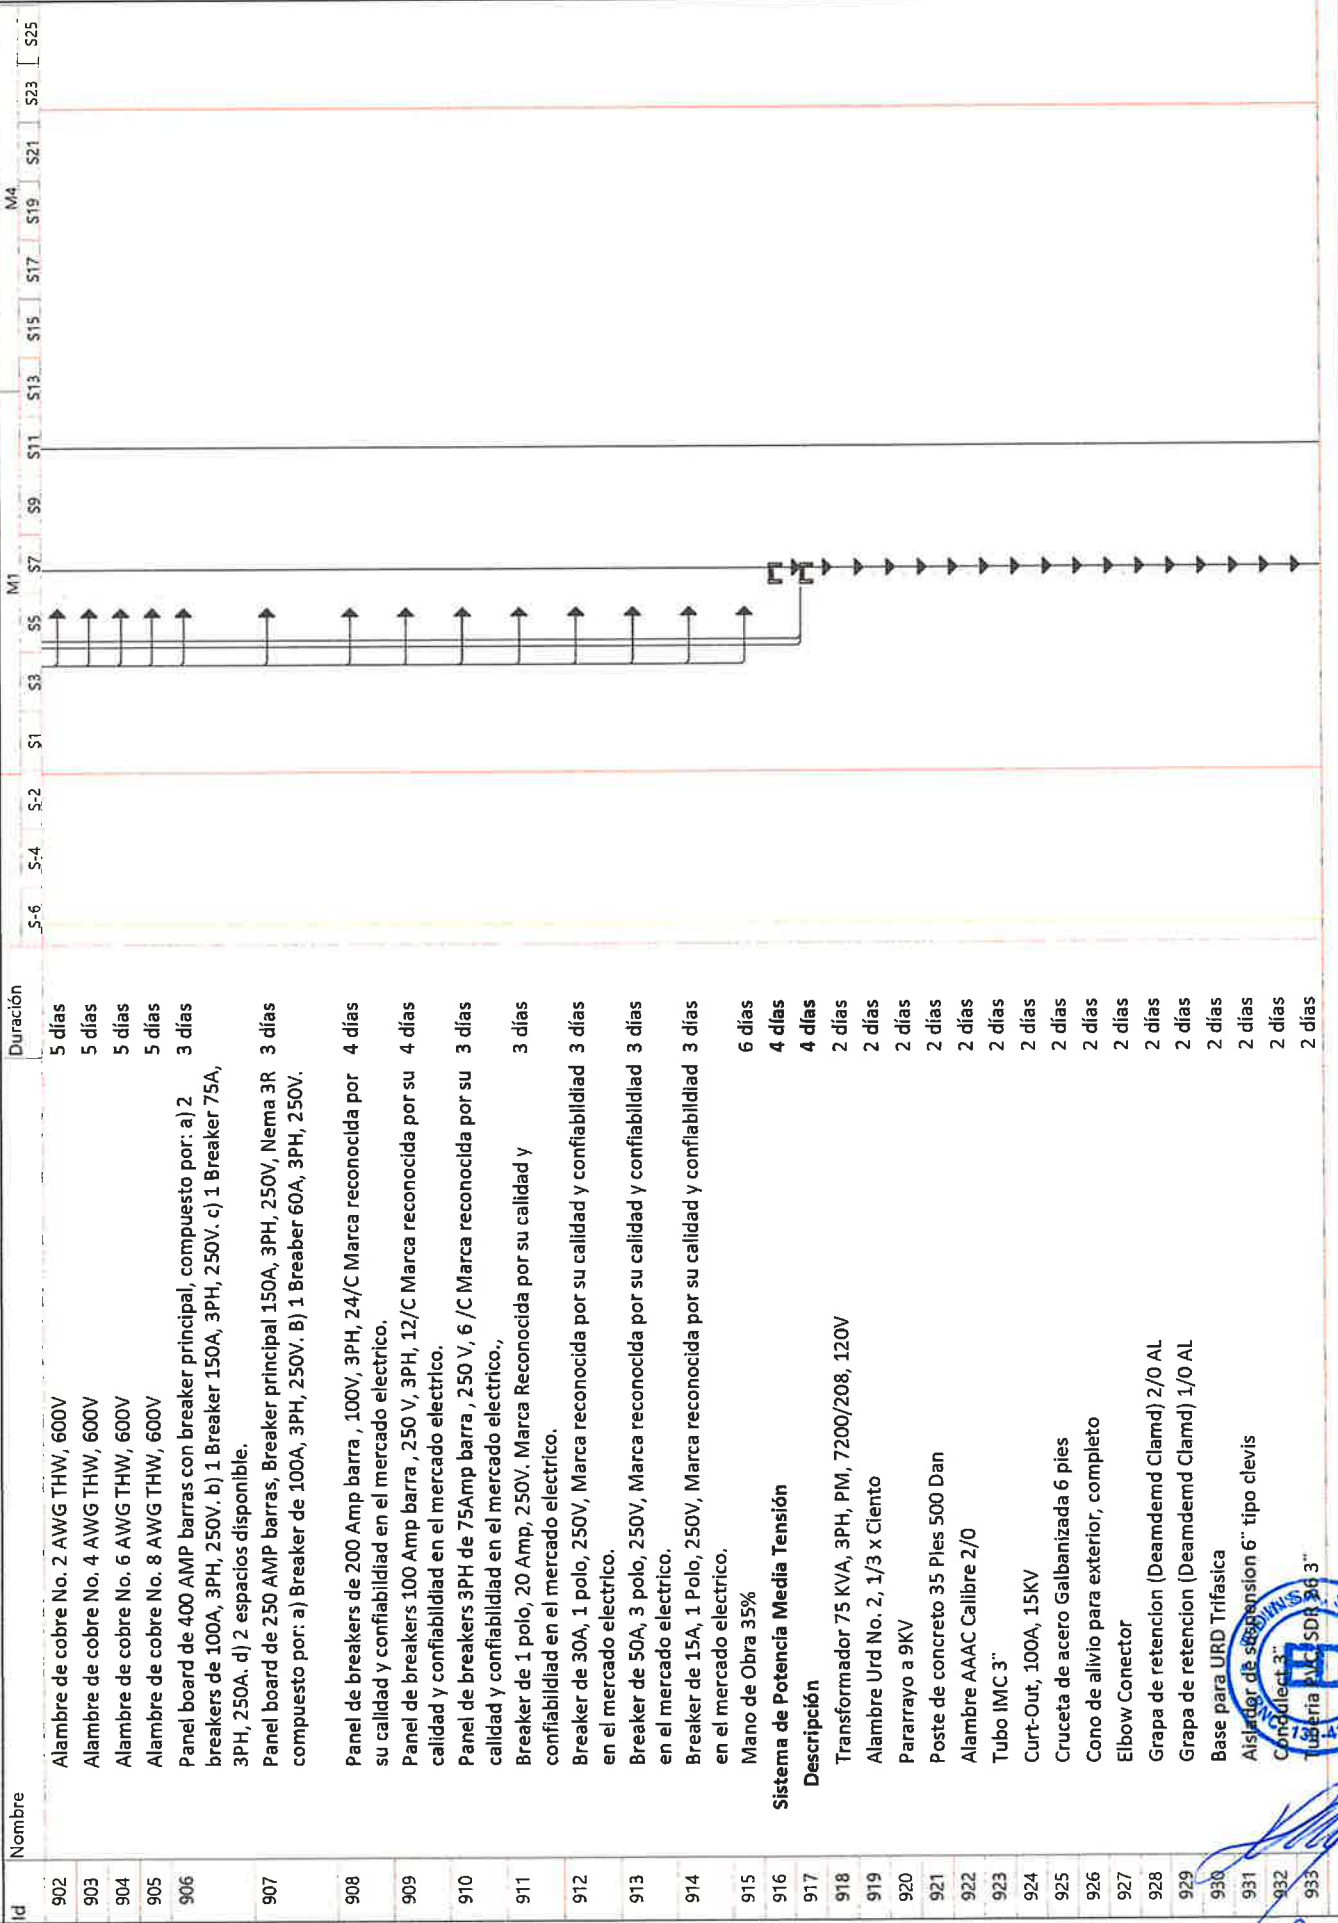 Id Nombre Duración M1 M4
S-6 S-4 S-2 S1 S3 S5 S7 S9 S11 S13 S15 S17 S19 S21 S23 S25
902 Alambre de cobre No. 2 AWG THW, 600V 5 días
903 Alambre de cobre No. 4 AWG THW, 600V 5 días
904 Alambre de cobre No. 6 AWG THW, 600V 5 días
905 Alambre de cobre No. 8 AWG THW, 600V 5 días
906 Panel board de 400 AMP barras con breaker principal, compuesto por: a) 2 3 días
breakers de 100A, 3PH, 250V. b) 1 Breaker 150A, 3PH, 250V. c) 1 Breaker 75A,
3PH, 250A. d) 2 espacios disponible.
907 Panel board de 250 AMP barras, Breaker principal 150A, 3PH, 250V, Nema 3R 3 días
compuesto por: a) Breaker de 100A, 3PH, 250V. B) 1 Breaber 60A, 3PH, 250V.
908 Panel de breakers de 200 Amp barra , 100V, 3PH, 24/C Marca reconocida por 4 días
su calidad y confiabildiad en el mercado electrico.
909 Panel de breakers 100 Amp barra , 250 V, 3PH, 12/C Marca reconocida por su 4 días
calidad y confiabildiad en el mercado electrico.
910 Panel de breakers 3PH de 75Amp barra , 250 V, 6 /C Marca reconocida por su 3 días
calidad y confiabildiad en el mercado electrico.,
911 Breaker de 1 polo, 20 Amp, 250V. Marca Reconocida por su calidad y 3 días
confiabildiad en el mercado electrico.
912 Breaker de 30A, 1 polo, 250V, Marca reconocida por su calidad y confiabildiad 3 días
en el mercado electrico.
913 Breaker de 50A, 3 polo, 250V, Marca reconocida por su calidad y confiabildiad 3 días
en el mercado electrico.
914 Breaker de 15A, 1 Polo, 250V, Marca reconocida por su calidad y confiabildiad 3 días
en el mercado electrico.
915 Mano de Obra 35% 6 días
916 Sistema de Potencia Media Tensión 4 días
917 Descripción 4 días
918 Transformador 75 KVA, 3PH, PM, 7200/208, 120V 2 días
919 Alambre Urd No. 2, 1/3 x Ciento 2 días
920 Pararrayo a 9KV 2 días
921 Poste de concreto 35 Pies 500 Dan 2 días
922 Alambre AAAC Calibre 2/0 2 días
923 Tubo IMC 3" 2 días
924 Curt-Out, 100A, 15KV 2 días
925 Cruceta de acero Galbanizada 6 pies 2 días
926 Cono de alivio para exterior, completo 2 días
927 Elbow Conector 2 días
928 Grapa de retencion (Deamdemd Clamd) 2/0 AL 2 días
929 Grapa de retencion (Deamdemd Clamd) 1/0 AL 2 días
930 Base para URD Trifasica 2 días
931 Aislador de suspension 6" tipo clevis 2 días
932 Condulect 3" 2 días
933 Tuberia PVC, SDR 26 3" 2 días